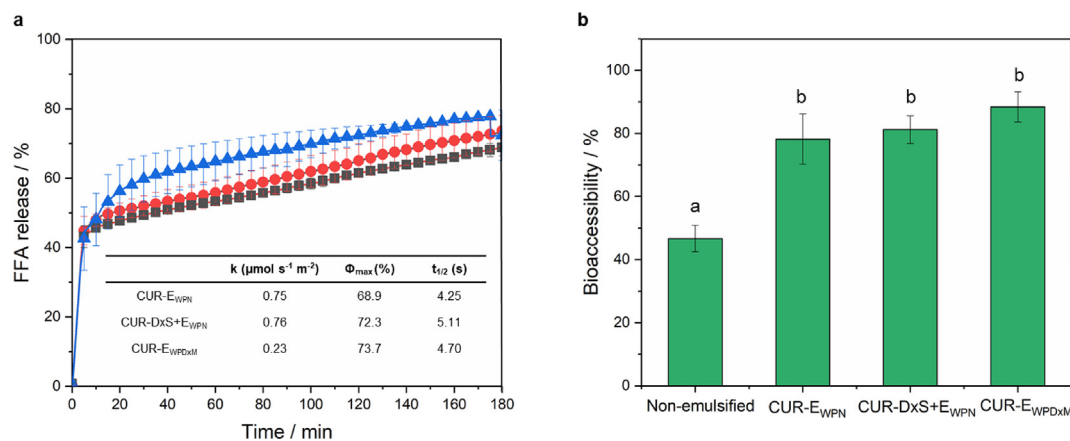 a
100
80
60
40
20
0
FFA release / %
k (μmol s⁻¹ m⁻²) Φmax (%) t1/2 (s)
CUR-EWPN 0.75 68.9 4.25
CUR-DxS+EWPN 0.76 72.3 5.11
CUR-EWPDxM 0.23 73.7 4.70
0 20 40 60 80 100 120 140 160 180
Time / min
b
100
80
60
40
20
0
Bioaccessibility / %
a b b b
Non-emulsified CUR-EWPN CUR-DxS+EWPN CUR-EWPDxM